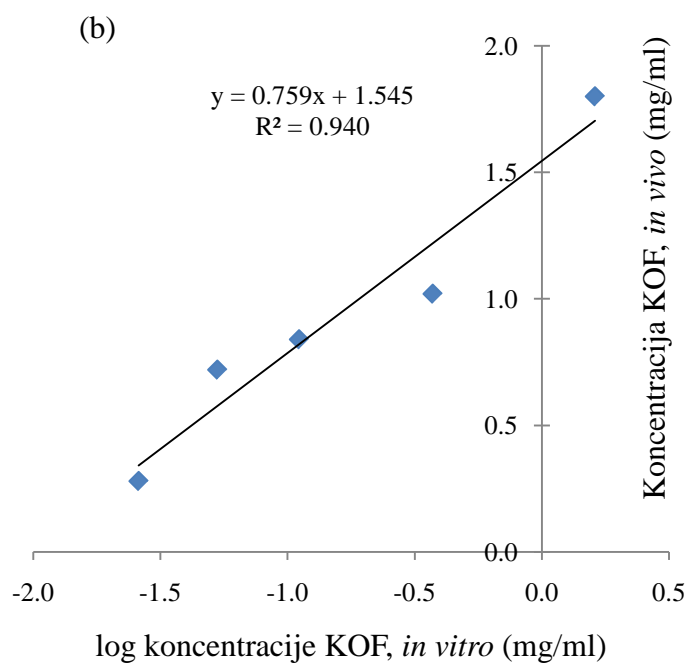 (b)
y = 0.759x + 1.545
R² = 0.940
2.0
1.5
1.0
0.5
0.0
Koncentracija KOF, in vivo (mg/ml)
-2.0 -1.5 -1.0 -0.5 0.0 0.5
log koncentracije KOF, in vitro (mg/ml)